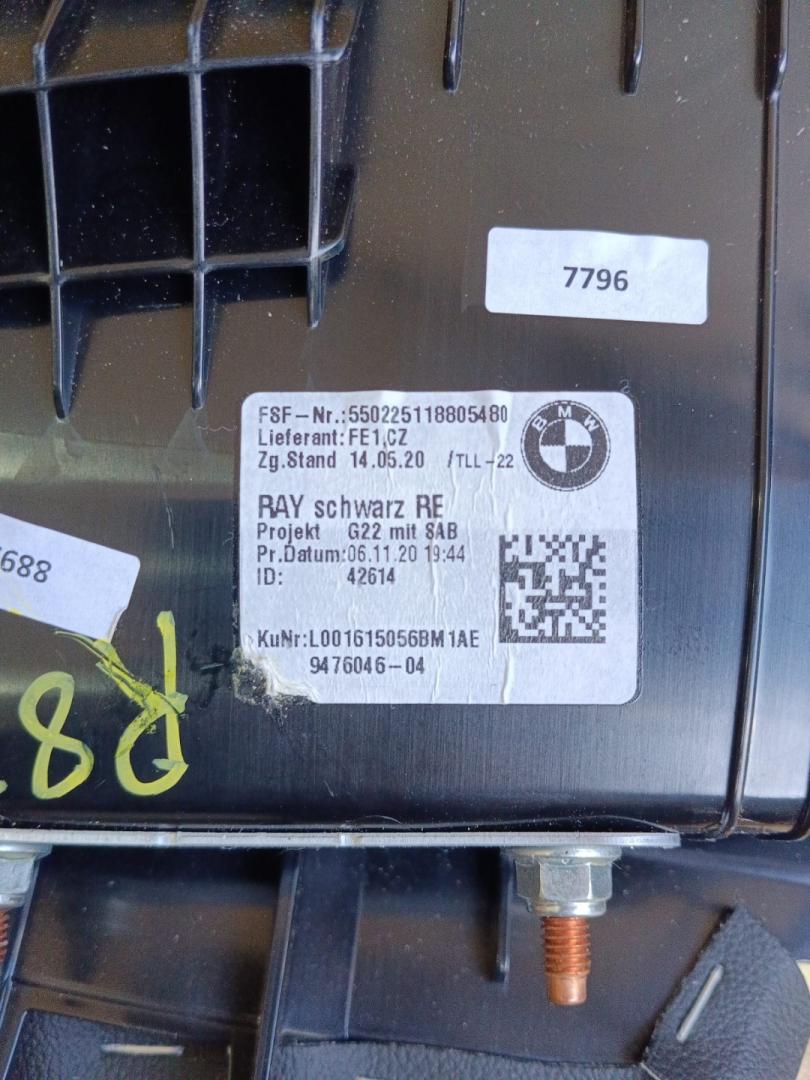 7796
FSF-Nr.:550225118805480
Lieferant:FE1,CZ
Zg.Stand 14.05.20 /TLL-22
BMW
RAY schwarz RE
Projekt G22 mit SAB
Pr.Datum:06.11.20 19:44
ID: 42614
KuNr:L001615056BM1AE
9476046-04
688